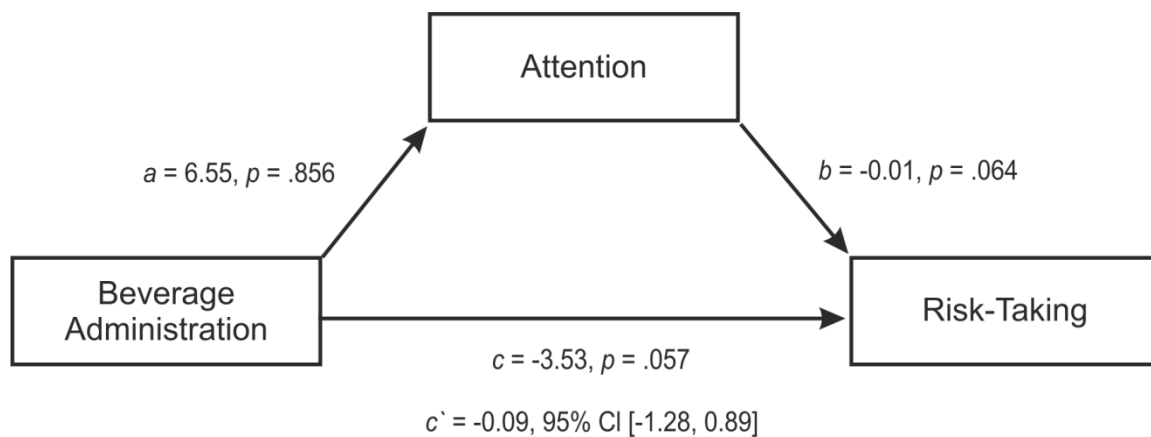 Attention
a = 6.55, p = .856
b = -0.01, p = .064
Beverage
Administration
Risk-Taking
c = -3.53, p = .057
c` = -0.09, 95% CI [-1.28, 0.89]